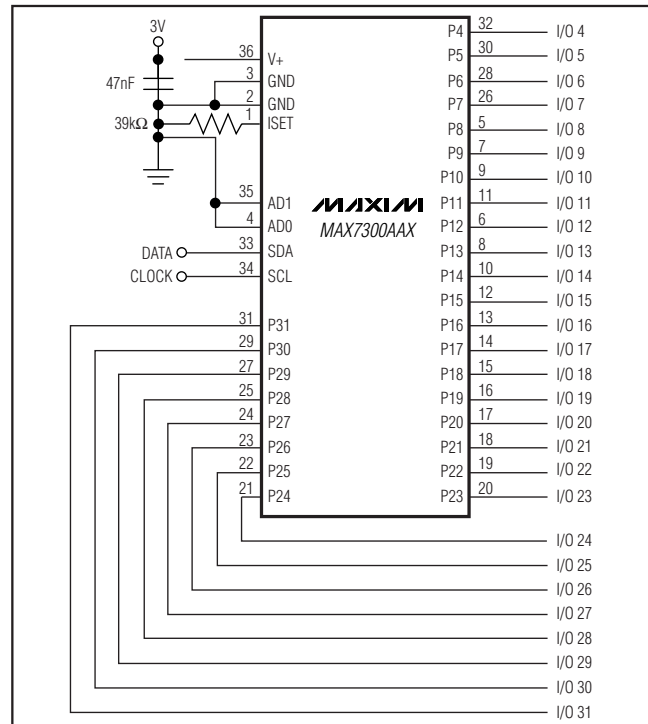 3V
47nF
39kΩ
36 V+
3 GND
2 GND
1 ISET
35 AD1
4 AD0
DATA 33 SDA
CLOCK 34 SCL
31 P31
29 P30
27 P29
25 P28
24 P27
23 P26
22 P25
21 P24
MAXIM
MAX7300AAX
P4 32 I/O 4
P5 30 I/O 5
P6 28 I/O 6
P7 26 I/O 7
P8 5 I/O 8
P9 7 I/O 9
P10 9 I/O 10
P11 11 I/O 11
P12 6 I/O 12
P13 8 I/O 13
P14 10 I/O 14
P15 12 I/O 15
P16 13 I/O 16
P17 14 I/O 17
P18 15 I/O 18
P19 16 I/O 19
P20 17 I/O 20
P21 18 I/O 21
P22 19 I/O 22
P23 20 I/O 23
I/O 24
I/O 25
I/O 26
I/O 27
I/O 28
I/O 29
I/O 30
I/O 31